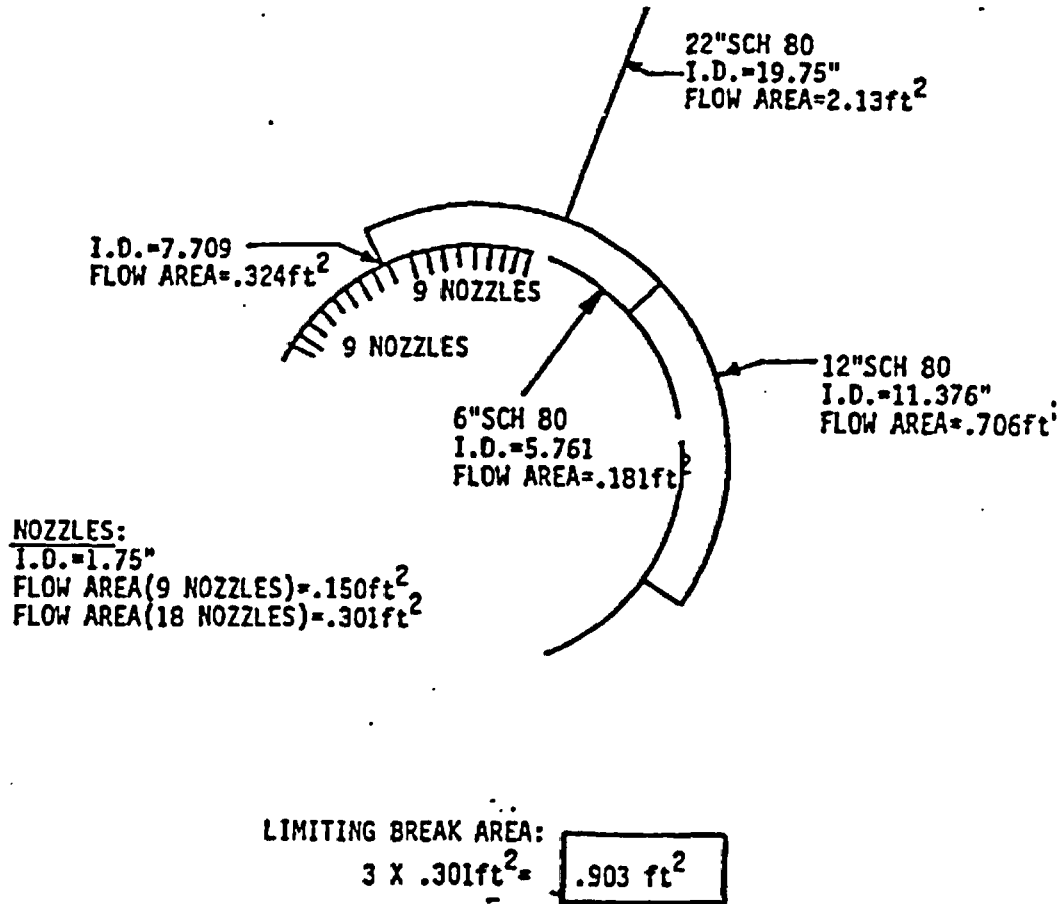 22"SCH 80
I.D.=19.75"
FLOW AREA=2.13ft²
I.D.=7.709
FLOW AREA=.324ft²
9 NOZZLES
9 NOZZLES
12"SCH 80
I.D.=11.376"
FLOW AREA=.706ft'
6"SCH 80
I.D.=5.761
FLOW AREA=.181ft²
NOZZLES:
I.D.=1.75"
FLOW AREA(9 NOZZLES)=.150ft²
FLOW AREA(18 NOZZLES)=.301ft²
LIMITING BREAK AREA:
3 X .301ft²= .903 ft²